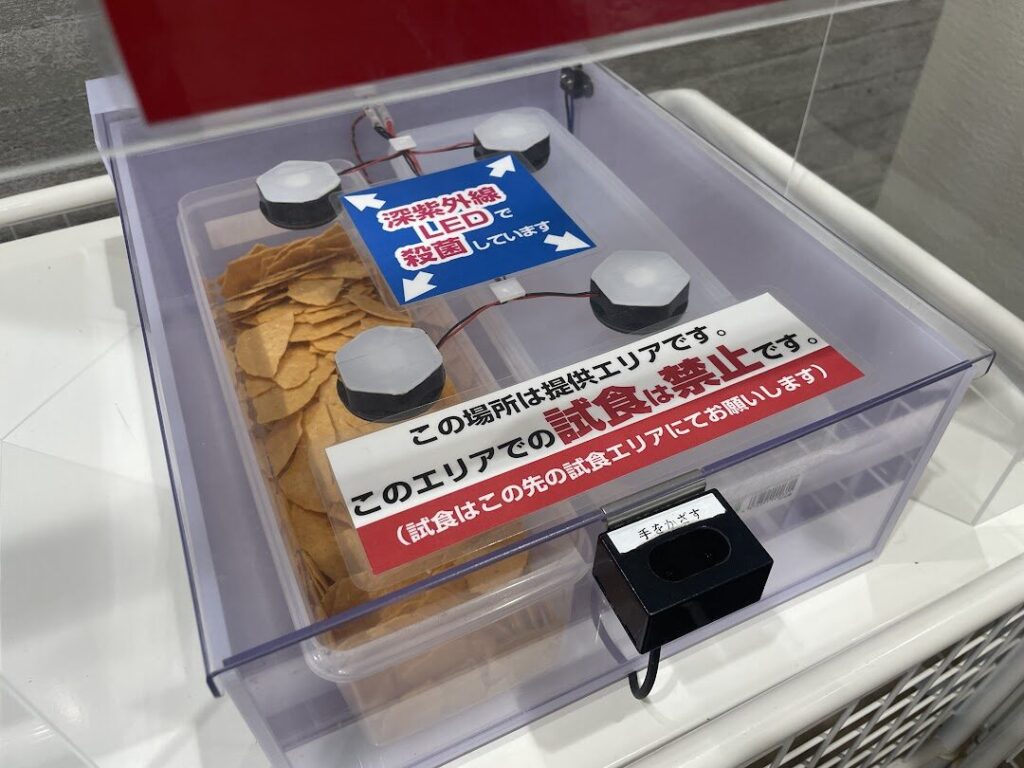 深紫外線
LEDで
殺菌しています
この場所は提供エリアです。
このエリアでの試食は禁止です。
（試食はこの先の試食エリアにてお願いします）
手をかざす